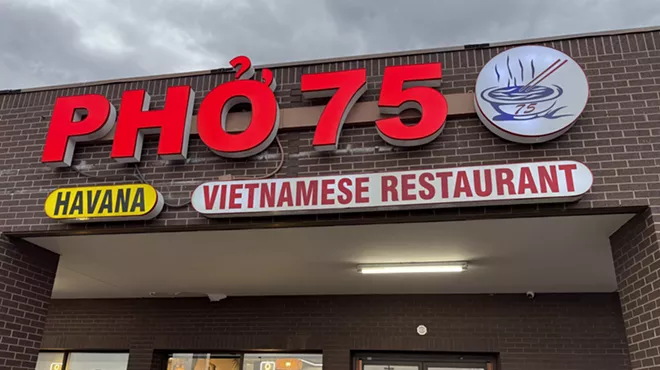 PHỞ 75
75
HAVANA
VIETNAMESE RESTAURANT